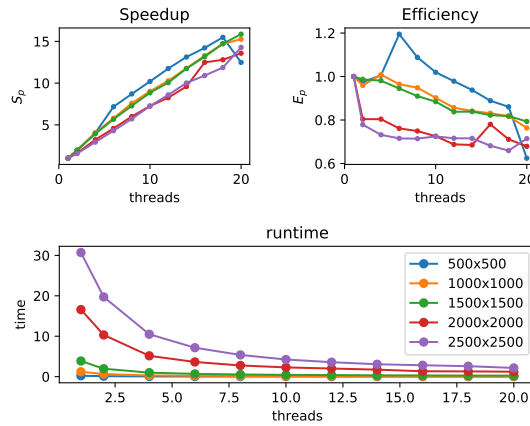 Speedup
Efficiency
15
10
5
S_p
10
20
threads
1.2
1.0
0.8
0.6
E_p
0
10
20
threads
runtime
30
20
10
0
time
2.5
5.0
7.5
10.0
12.5
15.0
17.5
20.0
threads
500x500
1000x1000
1500x1500
2000x2000
2500x2500
0